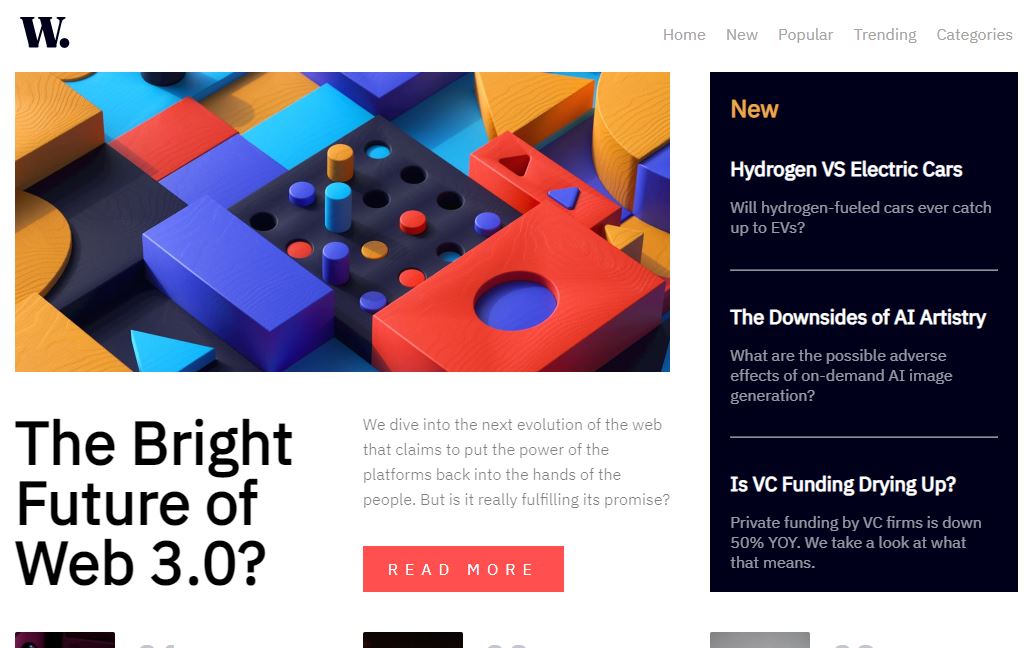 W.
Home New Popular Trending Categories
The Bright
Future of
Web 3.0?
We dive into the next evolution of the web
that claims to put the power of the
platforms back into the hands of the
people. But is it really fulfilling its promise?
READ MORE
New
Hydrogen VS Electric Cars
Will hydrogen-fueled cars ever catch
up to EVs?
The Downsides of AI Artistry
What are the possible adverse
effects of on-demand AI image
generation?
Is VC Funding Drying Up?
Private funding by VC firms is down
50% YOY. We take a look at what
that means.